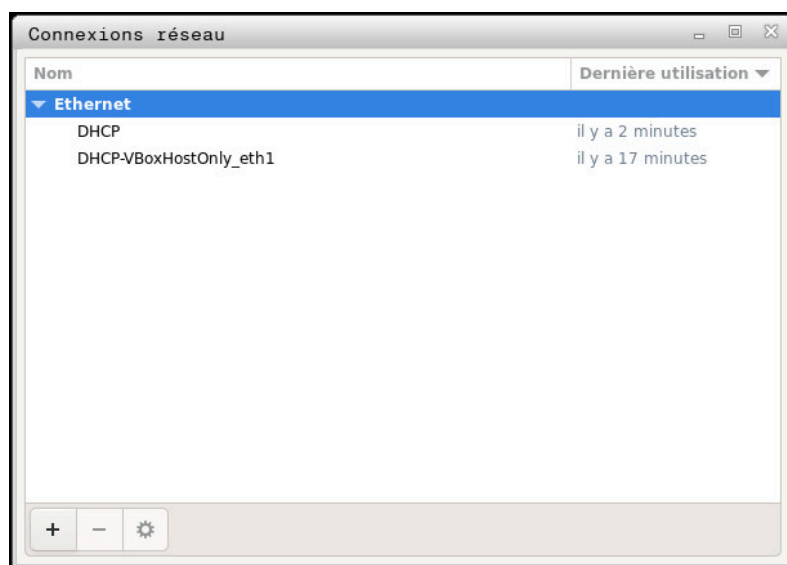 Connexions réseau
Nom Dernière utilisation
Ethernet
DHCP il y a 2 minutes
DHCP-VBoxHostOnly_eth1 il y a 17 minutes